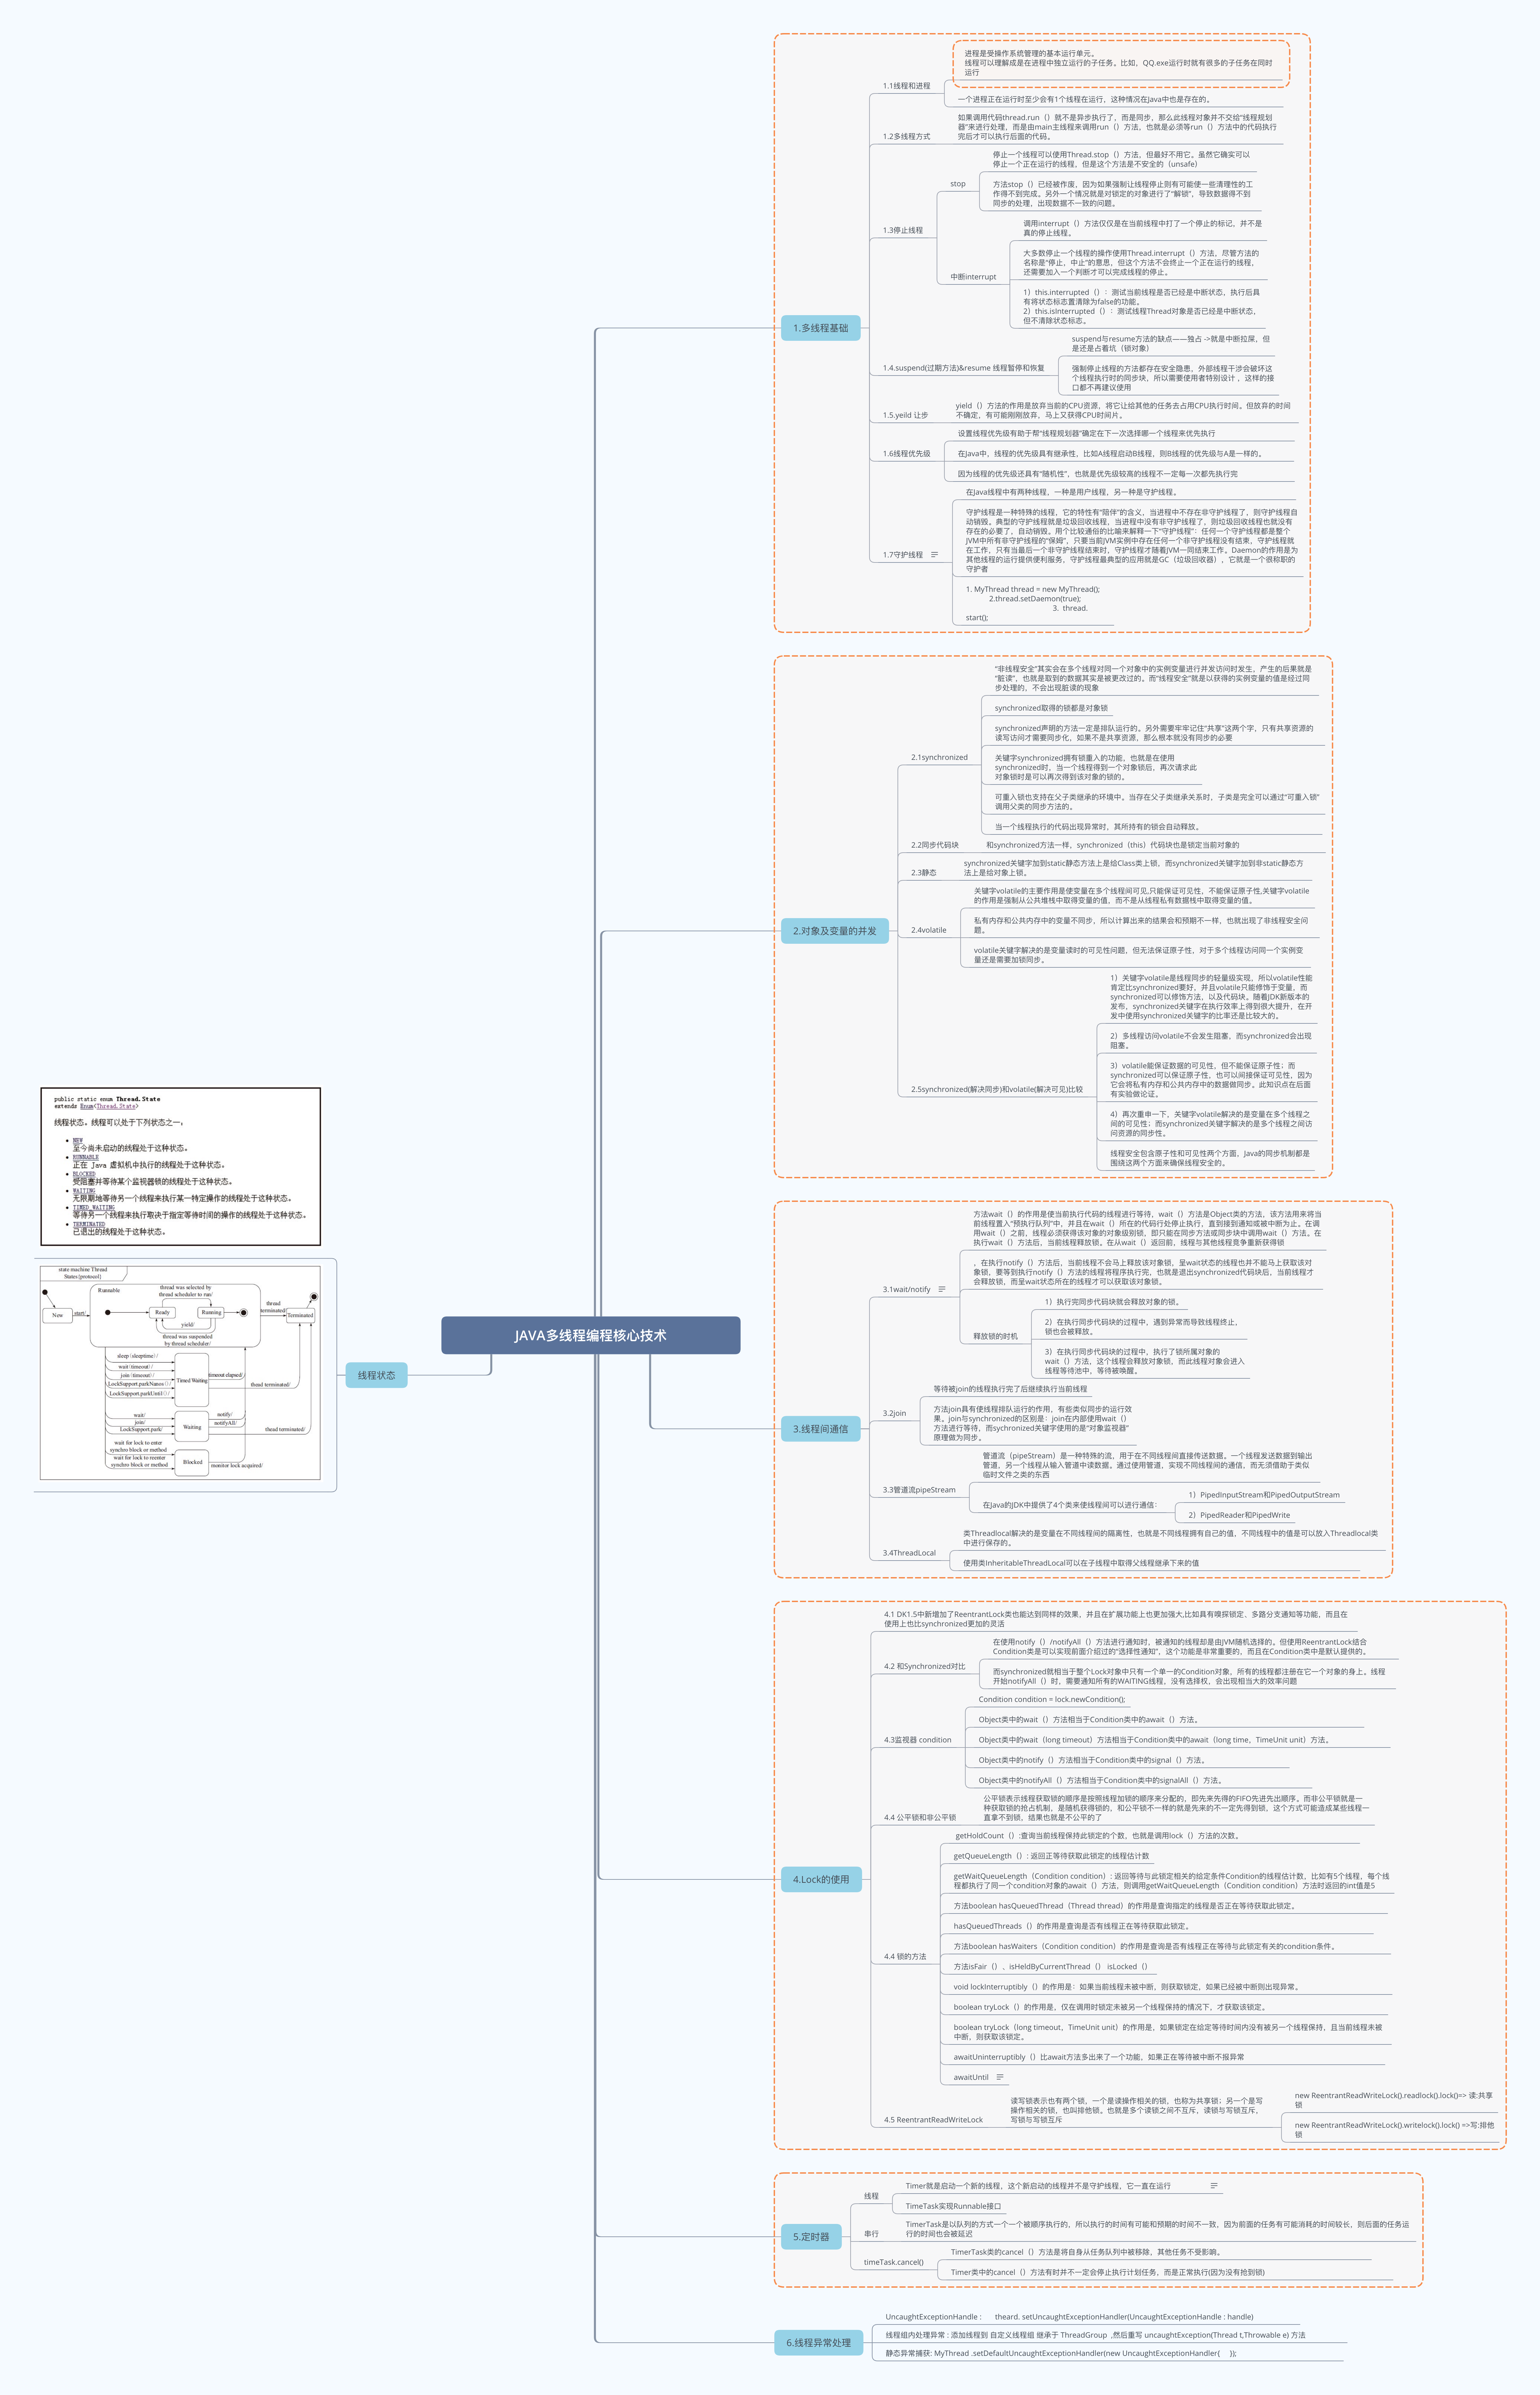 JAVA多线程编程核心技术
1.多线程基础
1.1线程和进程
进程是受操作系统管理的基本运行单元。
线程可以理解成是在进程中独立运行的子任务。比如，QQ.exe运行时就有很多的子任务在同时
运行
一个进程正在运行时至少会有1个线程在运行，这种情况在Java中也是存在的。
1.2多线程方式
如果调用代码thread.run（）就不是异步执行了，而是同步，那么此线程对象并不交给“线程规划
器”来进行处理，而是由main主线程来调用run（）方法，也就是必须等run（）方法中的代码执行
完后才可以执行后面的代码。
1.3停止线程
stop
停止一个线程可以使用Thread.stop（）方法，但最好不用它。虽然它确实可以
停止一个正在运行的线程，但是这个方法是不安全的（unsafe）
方法stop（）已经被作废，因为如果强制让线程停止则有可能使一些清理性的工
作得不到完成。另外一个情况就是对锁定的对象进行了“解锁”，导致数据得不到
同步的处理，出现数据不一致的问题。
中断interrupt
调用interrupt（）方法仅仅是在当前线程中打了一个停止的标记，并不是
真的停止线程。
大多数停止一个线程的操作使用Thread.interrupt（）方法，尽管方法的
名称是“停止，中止”的意思，但这个方法不会终止一个正在运行的线程，
还需要加入一个判断才可以完成线程的停止。
1）this.interrupted（）：测试当前线程是否已经是中断状态，执行后具
有将状态标志置清除为false的功能。
2）this.isInterrupted（）：测试线程Thread对象是否已经是中断状态，
但不清除状态标志。
1.4.suspend(过期方法)&resume 线程暂停和恢复
suspend与resume方法的缺点——独占 ->就是中断拉屎，但
是还是占着坑（锁对象）
强制停止线程的方法都存在安全隐患，外部线程干涉会破坏这
个线程执行时的同步块，所以需要使用者特别设计 ，这样的接
口都不再建议使用
1.5.yeild 让步
yield（）方法的作用是放弃当前的CPU资源，将它让给其他的任务去占用CPU执行时间。但放弃的时间
不确定，有可能刚刚放弃，马上又获得CPU时间片。
1.6线程优先级
设置线程优先级有助于帮“线程规划器”确定在下一次选择哪一个线程来优先执行
在Java中，线程的优先级具有继承性，比如A线程启动B线程，则B线程的优先级与A是一样的。
因为线程的优先级还具有“随机性”，也就是优先级较高的线程不一定每一次都先执行完
1.7守护线程
在Java线程中有两种线程，一种是用户线程，另一种是守护线程。
守护线程是一种特殊的线程，它的特性有“陪伴”的含义，当进程中不存在非守护线程了，则守护线程自
动销毁。典型的守护线程就是垃圾回收线程，当进程中没有非守护线程了，则垃圾回收线程也就没有
存在的必要了，自动销毁。用个比较通俗的比喻来解释一下“守护线程”：任何一个守护线程都是整个
JVM中所有非守护线程的“保姆”，只要当前JVM实例中存在任何一个非守护线程没有结束，守护线程就
在工作，只有当最后一个非守护线程结束时，守护线程才随着JVM一同结束工作。Daemon的作用是为
其他线程的运行提供便利服务，守护线程最典型的应用就是GC（垃圾回收器），它就是一个很称职的
守护者
1. MyThread thread = new MyThread();
2.thread.setDaemon(true);
3. thread.
start();
2.对象及变量的并发
2.1synchronized
“非线程安全”其实会在多个线程对同一个对象中的实例变量进行并发访问时发生，产生的后果就是
“脏读”，也就是取到的数据其实是被更改过的。而“线程安全”就是以获得的实例变量的值是经过同
步处理的，不会出现脏读的现象
synchronized取得的锁都是对象锁
synchronized声明的方法一定是排队运行的。另外需要牢牢记住“共享”这两个字，只有共享资源的
读写访问才需要同步化，如果不是共享资源，那么根本就没有同步的必要
关键字synchronized拥有锁重入的功能，也就是在使用
synchronized时，当一个线程得到一个对象锁后，再次请求此
对象锁时是可以再次得到该对象的锁的。
可重入锁也支持在父子类继承的环境中。当存在父子类继承关系时，子类是完全可以通过“可重入锁”
调用父类的同步方法的。
当一个线程执行的代码出现异常时，其所持有的锁会自动释放。
2.2同步代码块
和synchronized方法一样，synchronized（this）代码块也是锁定当前对象的
2.3静态
synchronized关键字加到static静态方法上是给Class类上锁，而synchronized关键字加到非static静态方
法上是给对象上锁。
2.4volatile
关键字volatile的主要作用是使变量在多个线程间可见,只能保证可见性，不能保证原子性,关键字volatile
的作用是强制从公共堆栈中取得变量的值，而不是从线程私有数据栈中取得变量的值。
私有内存和公共内存中的变量不同步，所以计算出来的结果会和预期不一样，也就出现了非线程安全问
题。
volatile关键字解决的是变量读时的可见性问题，但无法保证原子性，对于多个线程访问同一个实例变
量还是需要加锁同步。
2.5synchronized(解决同步)和volatile(解决可见)比较
1）关键字volatile是线程同步的轻量级实现，所以volatile性能
肯定比synchronized要好，并且volatile只能修饰于变量，而
synchronized可以修饰方法，以及代码块。随着JDK新版本的
发布，synchronized关键字在执行效率上得到很大提升，在开
发中使用synchronized关键字的比率还是比较大的。
2）多线程访问volatile不会发生阻塞，而synchronized会出现
阻塞。
3）volatile能保证数据的可见性，但不能保证原子性；而
synchronized可以保证原子性，也可以间接保证可见性，因为
它会将私有内存和公共内存中的数据做同步。此知识点在后面
有实验做论证。
4）再次重申一下，关键字volatile解决的是变量在多个线程之
间的可见性；而synchronized关键字解决的是多个线程之间访
问资源的同步性。
线程安全包含原子性和可见性两个方面，Java的同步机制都是
围绕这两个方面来确保线程安全的。
3.线程间通信
3.1wait/notify
方法wait（）的作用是使当前执行代码的线程进行等待，wait（）方法是Object类的方法，该方法用来将当
前线程置入“预执行队列”中，并且在wait（）所在的代码行处停止执行，直到接到通知或被中断为止。在调
用wait（）之前，线程必须获得该对象的对象级别锁，即只能在同步方法或同步块中调用wait（）方法。在
执行wait（）方法后，当前线程释放锁。在从wait（）返回前，线程与其他线程竞争重新获得锁
，在执行notify（）方法后，当前线程不会马上释放该对象锁，呈wait状态的线程也并不能马上获取该对
象锁，要等到执行notify（）方法的线程将程序执行完，也就是退出synchronized代码块后，当前线程才
会释放锁，而呈wait状态所在的线程才可以获取该对象锁。
释放锁的时机
1）执行完同步代码块就会释放对象的锁。
2）在执行同步代码块的过程中，遇到异常而导致线程终止，
锁也会被释放。
3）在执行同步代码块的过程中，执行了锁所属对象的
wait（）方法，这个线程会释放对象锁，而此线程对象会进入
线程等待池中，等待被唤醒。
3.2join
等待被join的线程执行完了后继续执行当前线程
方法join具有使线程排队运行的作用，有些类似同步的运行效
果。join与synchronized的区别是：join在内部使用wait（）
方法进行等待，而sychronized关键字使用的是“对象监视器”
原理做为同步。
3.3管道流pipeStream
管道流（pipeStream）是一种特殊的流，用于在不同线程间直接传送数据。一个线程发送数据到输出
管道，另一个线程从输入管道中读数据。通过使用管道，实现不同线程间的通信，而无须借助于类似
临时文件之类的东西
在Java的JDK中提供了4个类来使线程间可以进行通信：
1）PipedInputStream和PipedOutputStream
2）PipedReader和PipedWrite
3.4ThreadLocal
类Threadlocal解决的是变量在不同线程间的隔离性，也就是不同线程拥有自己的值，不同线程中的值是可以放入Threadlocal类
中进行保存的。
使用类InheritableThreadLocal可以在子线程中取得父线程继承下来的值
4.Lock的使用
4.1 DK1.5中新增加了ReentrantLock类也能达到同样的效果，并且在扩展功能上也更加强大,比如具有嗅探锁定、多路分支通知等功能，而且在
使用上也比synchronized更加的灵活
4.2 和Synchronized对比
在使用notify（）/notifyAll（）方法进行通知时，被通知的线程却是由JVM随机选择的。但使用ReentrantLock结合
Condition类是可以实现前面介绍过的“选择性通知”，这个功能是非常重要的，而且在Condition类中是默认提供的。
而synchronized就相当于整个Lock对象中只有一个单一的Condition对象，所有的线程都注册在它一个对象的身上。线程
开始notifyAll（）时，需要通知所有的WAITING线程，没有选择权，会出现相当大的效率问题
4.3监视器 condition
Condition condition = lock.newCondition();
Object类中的wait（）方法相当于Condition类中的await（）方法。
Object类中的wait（long timeout）方法相当于Condition类中的await（long time，TimeUnit unit）方法。
Object类中的notify（）方法相当于Condition类中的signal（）方法。
Object类中的notifyAll（）方法相当于Condition类中的signalAll（）方法。
4.4 公平锁和非公平锁
公平锁表示线程获取锁的顺序是按照线程加锁的顺序来分配的，即先来先得的FIFO先进先出顺序。而非公平锁就是一
种获取锁的抢占机制，是随机获得锁的，和公平锁不一样的就是先来的不一定先得到锁，这个方式可能造成某些线程一
直拿不到锁，结果也就是不公平的了
4.4 锁的方法
getHoldCount（）:查询当前线程保持此锁定的个数，也就是调用lock（）方法的次数。
getQueueLength（）: 返回正等待获取此锁定的线程估计数
getWaitQueueLength（Condition condition）: 返回等待与此锁定相关的给定条件Condition的线程估计数，比如有5个线程，每个线
程都执行了同一个condition对象的await（）方法，则调用getWaitQueueLength（Condition condition）方法时返回的int值是5
方法boolean hasQueuedThread（Thread thread）的作用是查询指定的线程是否正在等待获取此锁定。
hasQueuedThreads（）的作用是查询是否有线程正在等待获取此锁定。
方法boolean hasWaiters（Condition condition）的作用是查询是否有线程正在等待与此锁定有关的condition条件。
方法isFair（）、isHeldByCurrentThread（） isLocked（）
void lockInterruptibly（）的作用是：如果当前线程未被中断，则获取锁定，如果已经被中断则出现异常。
boolean tryLock（）的作用是，仅在调用时锁定未被另一个线程保持的情况下，才获取该锁定。
boolean tryLock（long timeout，TimeUnit unit）的作用是，如果锁定在给定等待时间内没有被另一个线程保持，且当前线程未被
中断，则获取该锁定。
awaitUninterruptibly（）比await方法多出来了一个功能，如果正在等待被中断不报异常
awaitUntil
4.5 ReentrantReadWriteLock
读写锁表示也有两个锁，一个是读操作相关的锁，也称为共享锁；另一个是写
操作相关的锁，也叫排他锁。也就是多个读锁之间不互斥，读锁与写锁互斥，
写锁与写锁互斥
new ReentrantReadWriteLock().readlock().lock()=> 读:共享
锁
new ReentrantReadWriteLock().writelock().lock() =>写:排他
锁
5.定时器
线程
Timer就是启动一个新的线程，这个新启动的线程并不是守护线程，它一直在运行
TimeTask实现Runnable接口
串行
TimerTask是以队列的方式一个一个被顺序执行的，所以执行的时间有可能和预期的时间不一致，因为前面的任务有可能消耗的时间较长，则后面的任务运
行的时间也会被延迟
timeTask.cancel()
TimerTask类的cancel（）方法是将自身从任务队列中被移除，其他任务不受影响。
Timer类中的cancel（）方法有时并不一定会停止执行计划任务，而是正常执行(因为没有抢到锁)
6.线程异常处理
UncaughtExceptionHandle : theard. setUncaughtExceptionHandler(UncaughtExceptionHandle : handle)
线程组内处理异常 : 添加线程到 自定义线程组 继承于 ThreadGroup ,然后重写 uncaughtException(Thread t,Throwable e) 方法
静态异常捕获: MyThread .setDefaultUncaughtExceptionHandler(new UncaughtExceptionHandler{ });
线程状态
public static enum Thread.State
extends Enum<Thread.State>
线程状态。线程可以处于下列状态之一：
NEW
至今尚未启动的线程处于这种状态。
RUNNABLE
正在 Java 虚拟机中执行的线程处于这种状态。
BLOCKED
受阻塞并等待某个监视器锁的线程处于这种状态。
WAITING
无限期地等待另一个线程来执行某一特定操作的线程处于这种状态。
TIMED_WAITING
等待另一个线程来执行取决于指定等待时间的操作的线程处于这种状态。
TERMINATED
已退出的线程处于这种状态。
state machine Thread
States{protousel}
Runnable
thread was selected by
thread scheduler to run/
New
start/
Ready
Running
thread
terminated/
Terminated
yield/
thread was suspended
by thread scheduler/
sleep (sleeptime) /
wait (timeout) /
join (timeout) /
LockSupport.parkNanos () /
LockSupport.parkUntil () /
Timed Waiting
timeout elapsed/
thead terminated/
wait/
join/
LockSupport.park/
Waiting
notify/
notifyAll/
thead terminated/
wait for lock to enter
synchro block or method
wait for lock to reenter
synchro block or method
Blocked
monitor lock acquired/